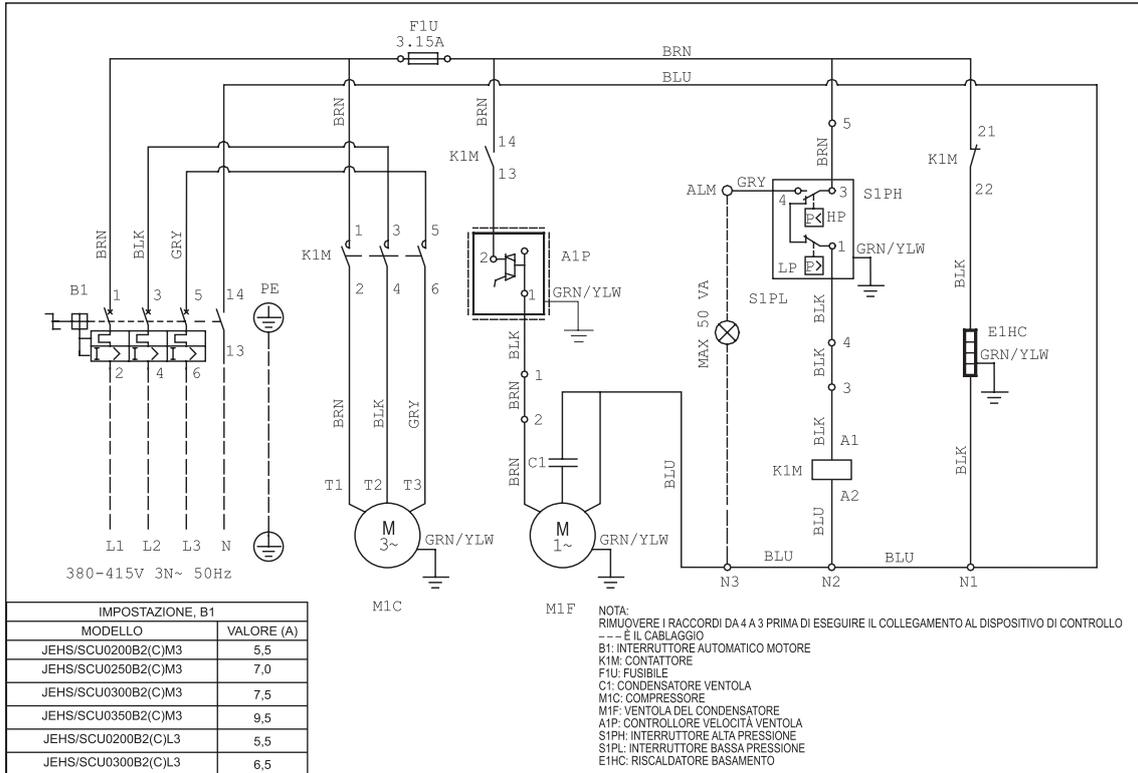 F1U
3.15A
BRN
BLU
BRN
BRN
14
K1M
13
5
BRN
21
K1M
22
ALM
GRY
4
3
S1PH
P<
HP
1
LP
P>
GRN/YLW
S1PL
BRN
BLK
GRY
B1
1
3
5
14
PE
13
2
4
6
K1M
1
3
5
2
4
6
2
A1P
1
GRN/YLW
BLK
1
BRN
2
BRN
C1
BLU
MAX 50 VA
BLK
4
BLK
3
BLK
A1
K1M
A2
BLU
BLK
E1HC
GRN/YLW
BLK
BRN
BLK
GRY
T1
T2
T3
M
3~
GRN/YLW
M1C
M
1~
GRN/YLW
M1F
BLU
BLU
N3
N2
N1
I>
I>
I>
L1
L2
L3
N
380-415V 3N~ 50Hz
IMPOSTAZIONE, B1
MODELLO VALORE (A)
JEHS/SCU0200B2(C)M3 5,5
JEHS/SCU0250B2(C)M3 7,0
JEHS/SCU0300B2(C)M3 7,5
JEHS/SCU0350B2(C)M3 9,5
JEHS/SCU0200B2(C)L3 5,5
JEHS/SCU0300B2(C)L3 6,5
NOTA:
RIMUOVERE I RACCORDI DA 4 A 3 PRIMA DI ESEGUIRE IL COLLEGAMENTO AL DISPOSITIVO DI CONTROLLO
--- È IL CABLAGGIO
B1: INTERRUTTORE AUTOMATICO MOTORE
K1M: CONTATTORE
F1U: FUSIBILE
C1: CONDENSATORE VENTOLA
M1C: COMPRESSORE
M1F: VENTOLA DEL CONDENSATORE
A1P: CONTROLLORE VELOCITÀ VENTOLA
S1PH: INTERRUTTORE ALTA PRESSIONE
S1PL: INTERRUTTORE BASSA PRESSIONE
E1HC: RISCALDATORE BASAMENTO